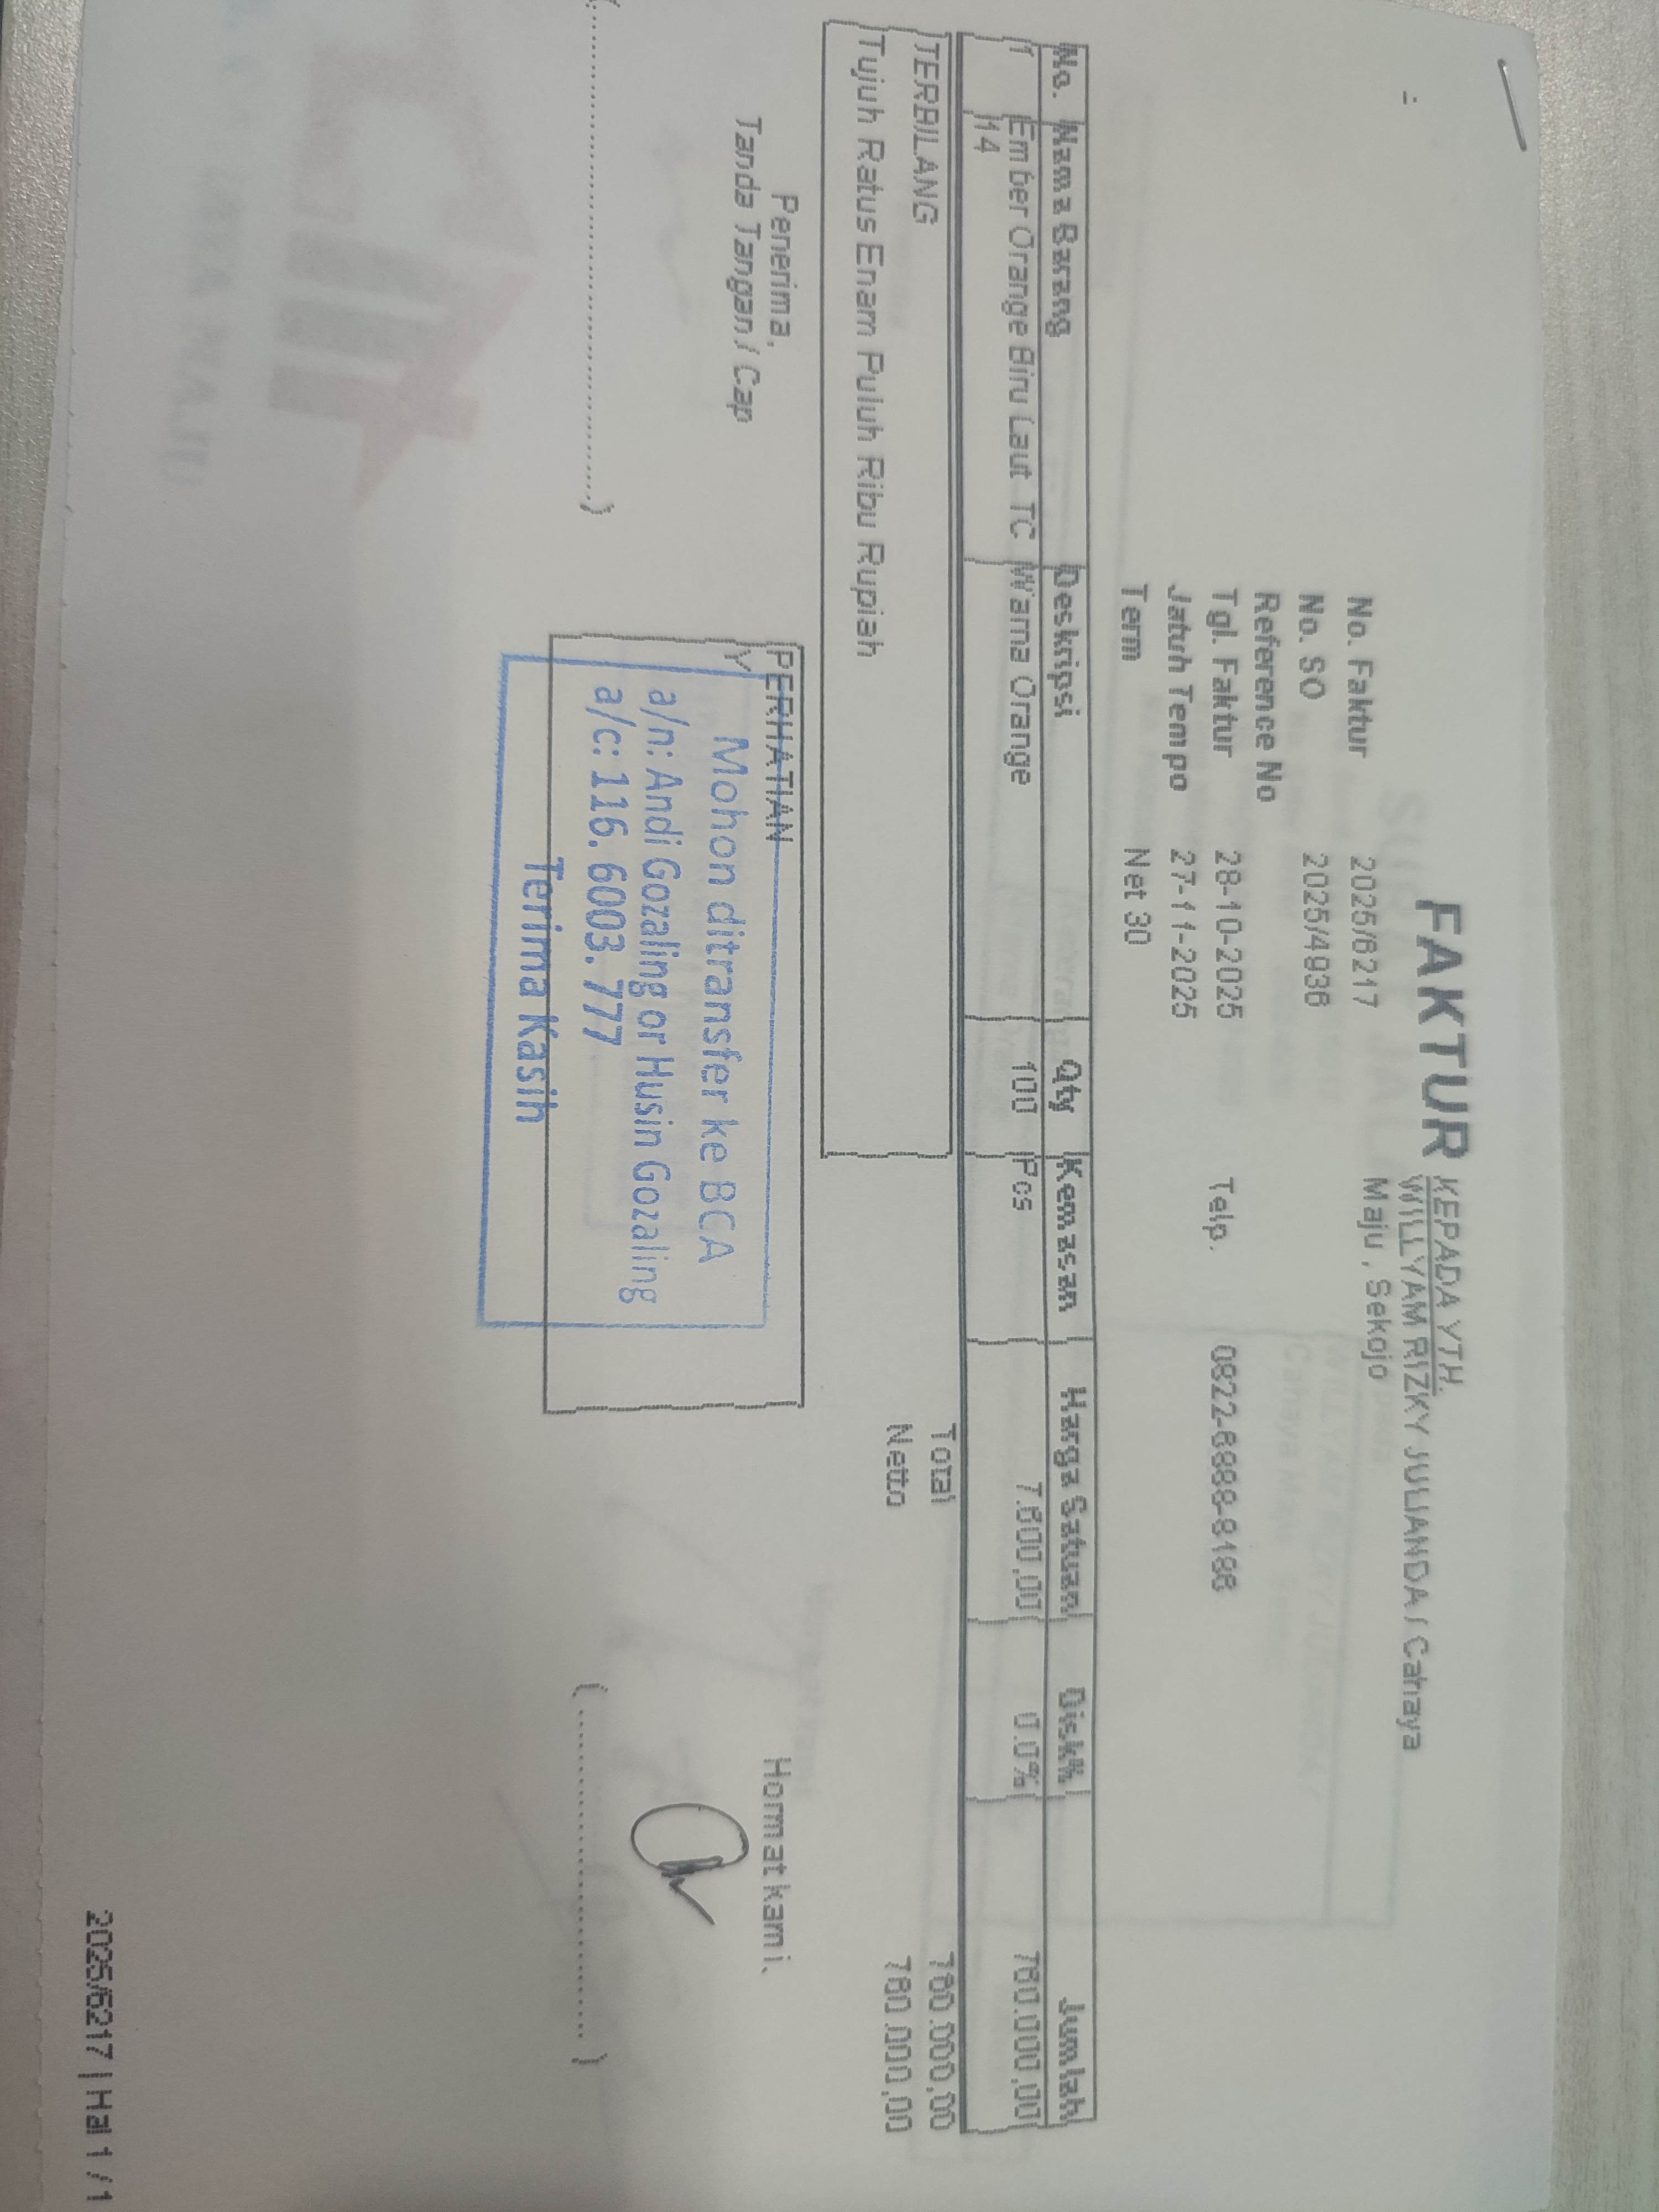 FAKTUR
KEPADA YTH.
WILLYAM RIZKY JULIANDA / Cahaya
Maju , Sekojo
No. Faktur 2025/6217
No. SO 2025/4936
Reference No
Tgl. Faktur 28-10-2025 Telp. 0822-8888-8188
Jatuh Tempo 27-11-2025
Term Net 30
No. Nama Barang Deskripsi Qty Kemasan Harga Satuan Disk% Jumlah
1 Ember Orange Biru Laut TC Warna Orange 100 Pcs 7.600,00 0.0% 760.000,00
14
TERBILANG Total 760.000,00
Tujuh Ratus Enam Puluh Ribu Rupiah Netto 760.000,00
Penerima, PERHATIAN Hormat kami,
Tanda Tangan / Cap
Y
Mohon ditransfer ke BCA
a/n: Andi Gozaling or Husin Gozaling
a/c: 116. 6003. 777
Terima Kasih
2025/6217 | Hal 1 / 1